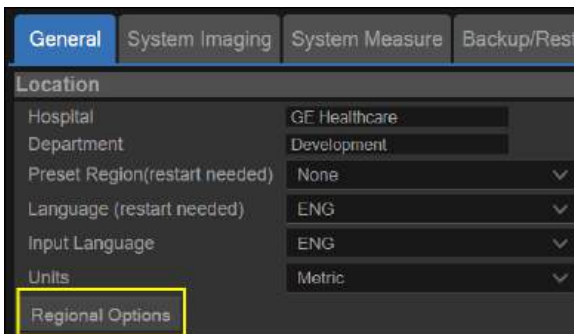 General System Imaging System Measure Backup/Rest
Location
Hospital GE Healthcare
Department Development
Preset Region(restart needed) None
Language (restart needed) ENG
Input Language ENG
Units Metric
Regional Options